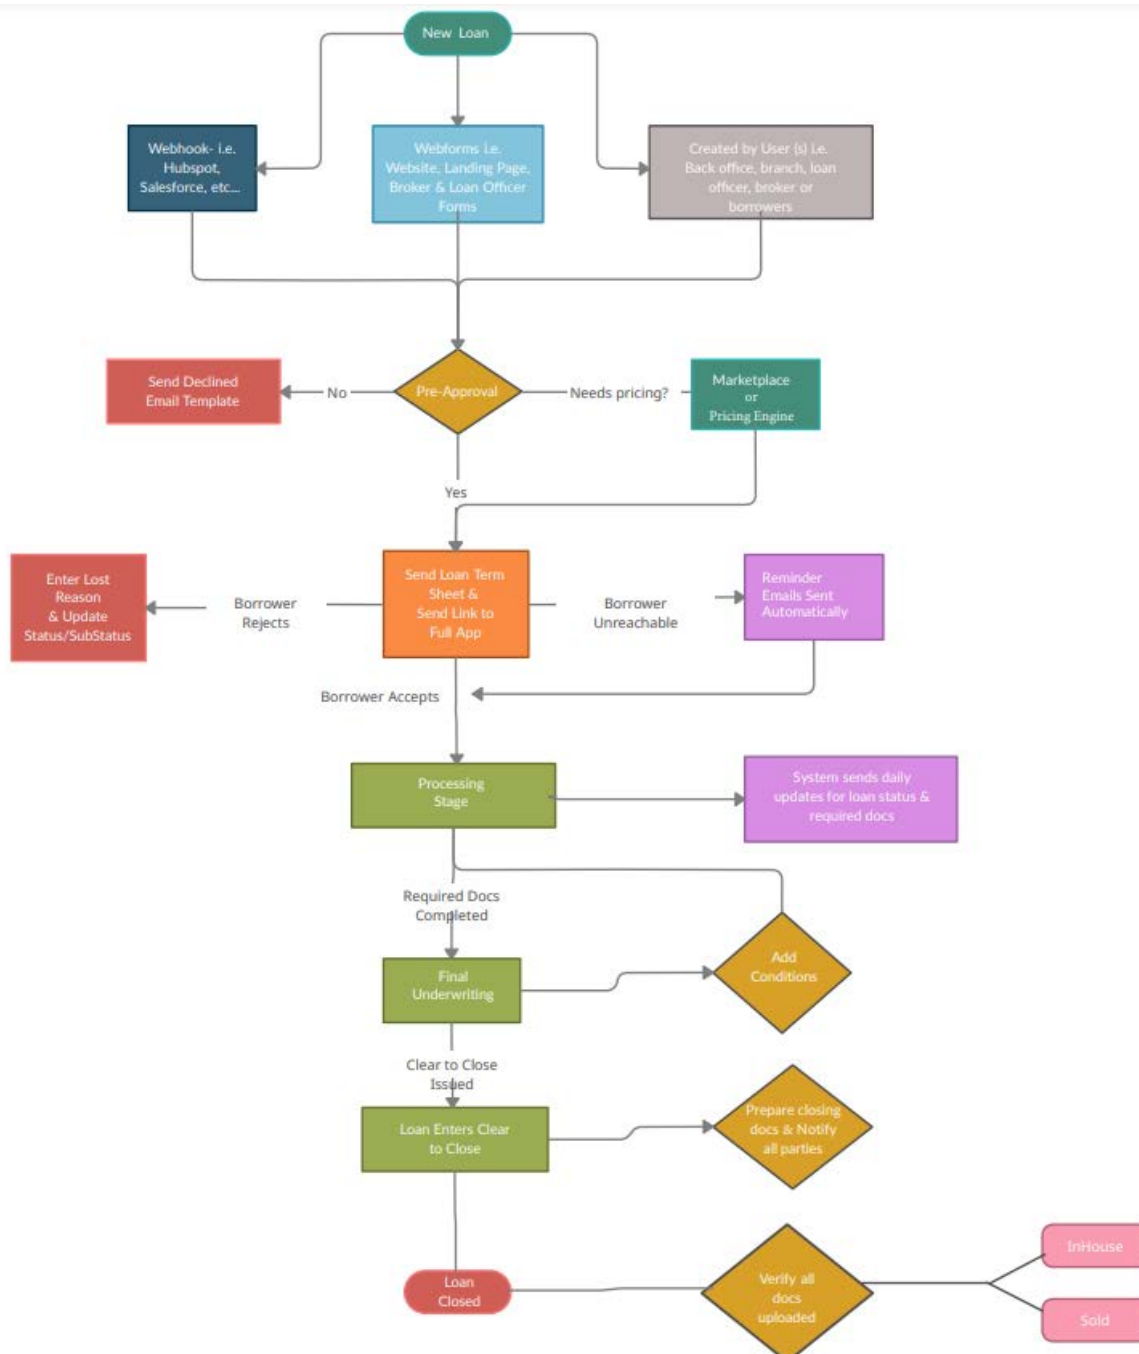 New Loan
Webhook- i.e.
Hubspot,
Salesforce, etc...
Webforms i.e.
Website, Landing Page,
Broker & Loan Officer
Forms
Created by User (s) i.e.
Back office, branch, loan
officer, broker or
borrowers
Send Declined
Email Template
No
Pre-Approval
Needs pricing?
Marketplace
or
Pricing Engine
Yes
Enter Lost
Reason
& Update
Status/SubStatus
Borrower
Rejects
Send Loan Term
Sheet &
Send Link to
Full App
Borrower
Unreachable
Reminder
Emails Sent
Automatically
Borrower Accepts
Processing
Stage
System sends daily
updates for loan status &
required docs
Required Docs
Completed
Final
Underwriting
Add
Conditions
Clear to Close
Issued
Loan Enters Clear
to Close
Prepare closing
docs & Notify
all parties
Loan
Closed
Verify all
docs
uploaded
InHouse
Sold